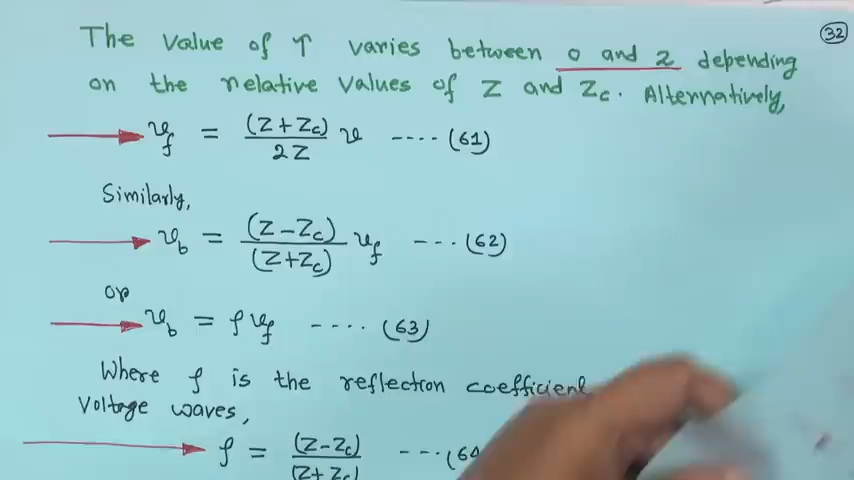 32
The value of τ varies between 0 and 2 depending
on the relative values of Z and Zc. Alternatively,
v_f = (Z+Zc)/2Z v ---- (61)
Similarly,
v_b = (Z-Zc)/(Z+Zc) v_f --- (62)
or
v_b = ρ v_f ---- (63)
Where ρ is the reflection coefficient
Voltage waves,
ρ = (Z-Zc)/(Z+Zc) ---(64